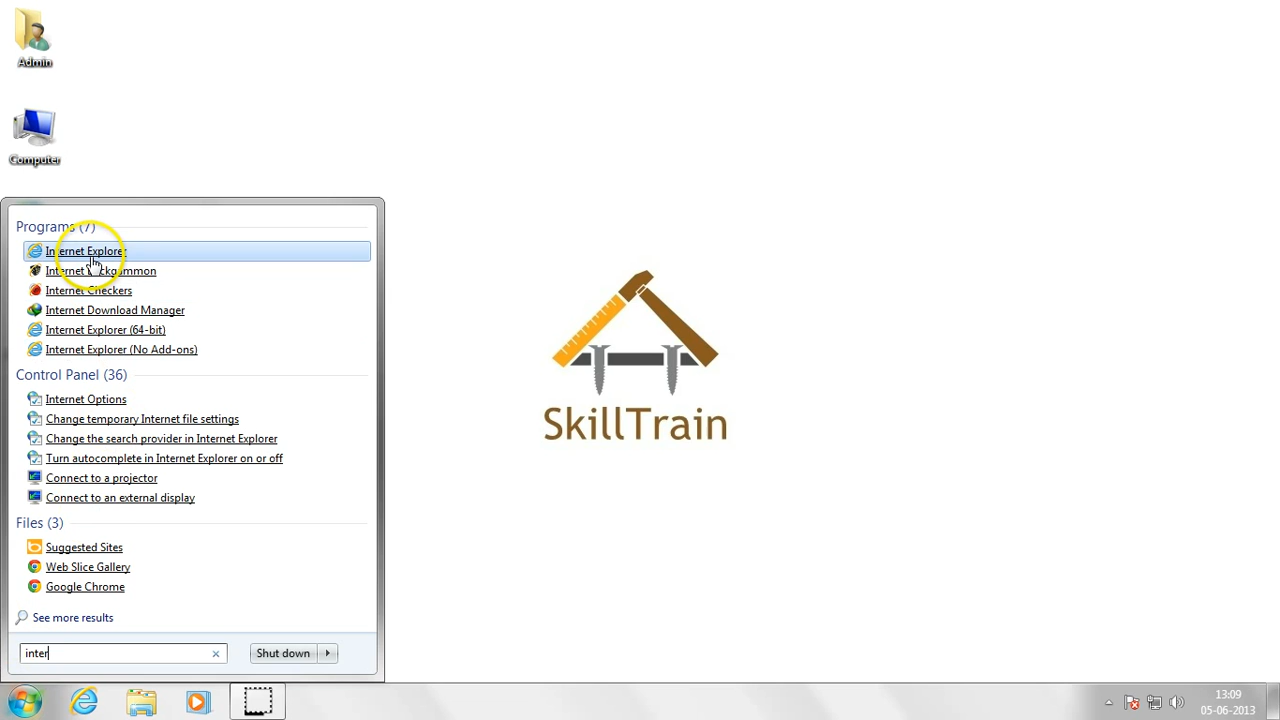 Admin
Computer
Programs (7)
Internet Explorer
Internet Backgammon
Internet Checkers
Internet Download Manager
Internet Explorer (64-bit)
Internet Explorer (No Add-ons)
Control Panel (36)
Internet Options
Change temporary Internet file settings
Change the search provider in Internet Explorer
Turn autocomplete in Internet Explorer on or off
Connect to a projector
Connect to an external display
Files (3)
Suggested Sites
Web Slice Gallery
Google Chrome
See more results
inter
Shut down
SkillTrain
13:09
05-06-2013